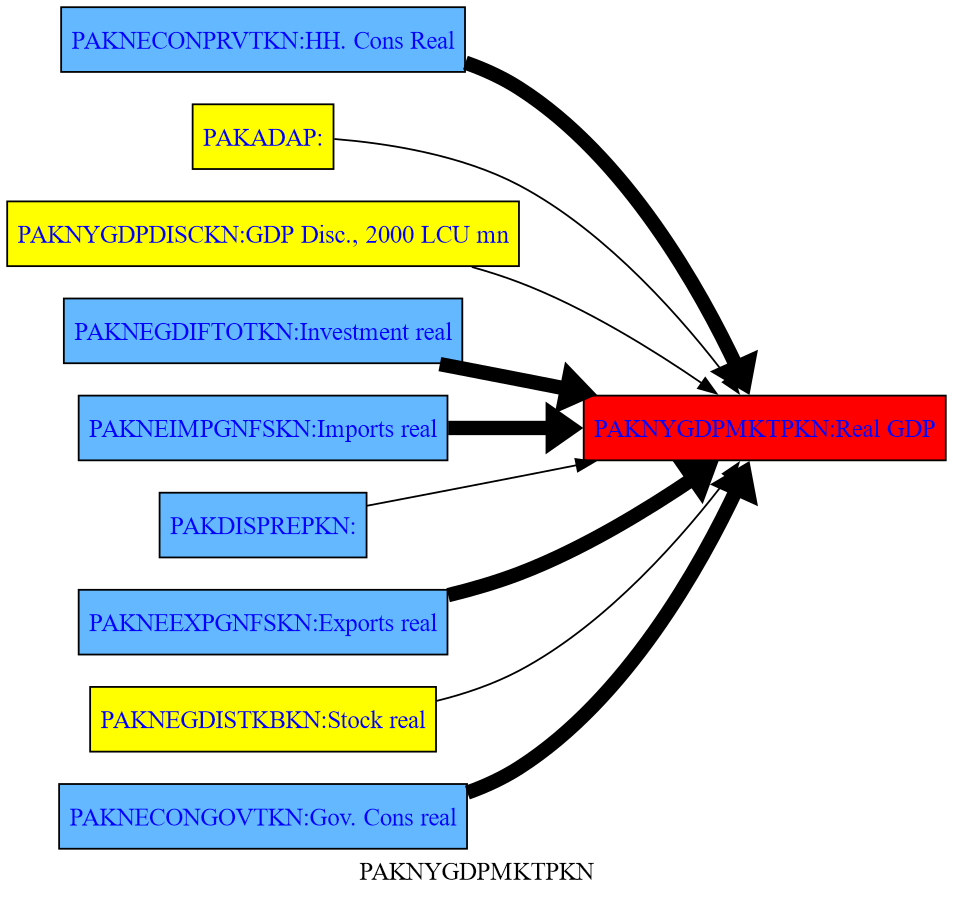 PAKNECONPRVTKN:HH. Cons Real
PAKADAP:
PAKNYGDPDISCKN:GDP Disc., 2000 LCU mn
PAKNEGDIFTOTKN:Investment real
PAKNEIMPGNFSKN:Imports real
PAKNYGDPMKTPKN:Real GDP
PAKDISPREPKN:
PAKNEEXPGNFSKN:Exports real
PAKNEGDISTKBKN:Stock real
PAKNECONGOVTKN:Gov. Cons real
PAKNYGDPMKTPKN